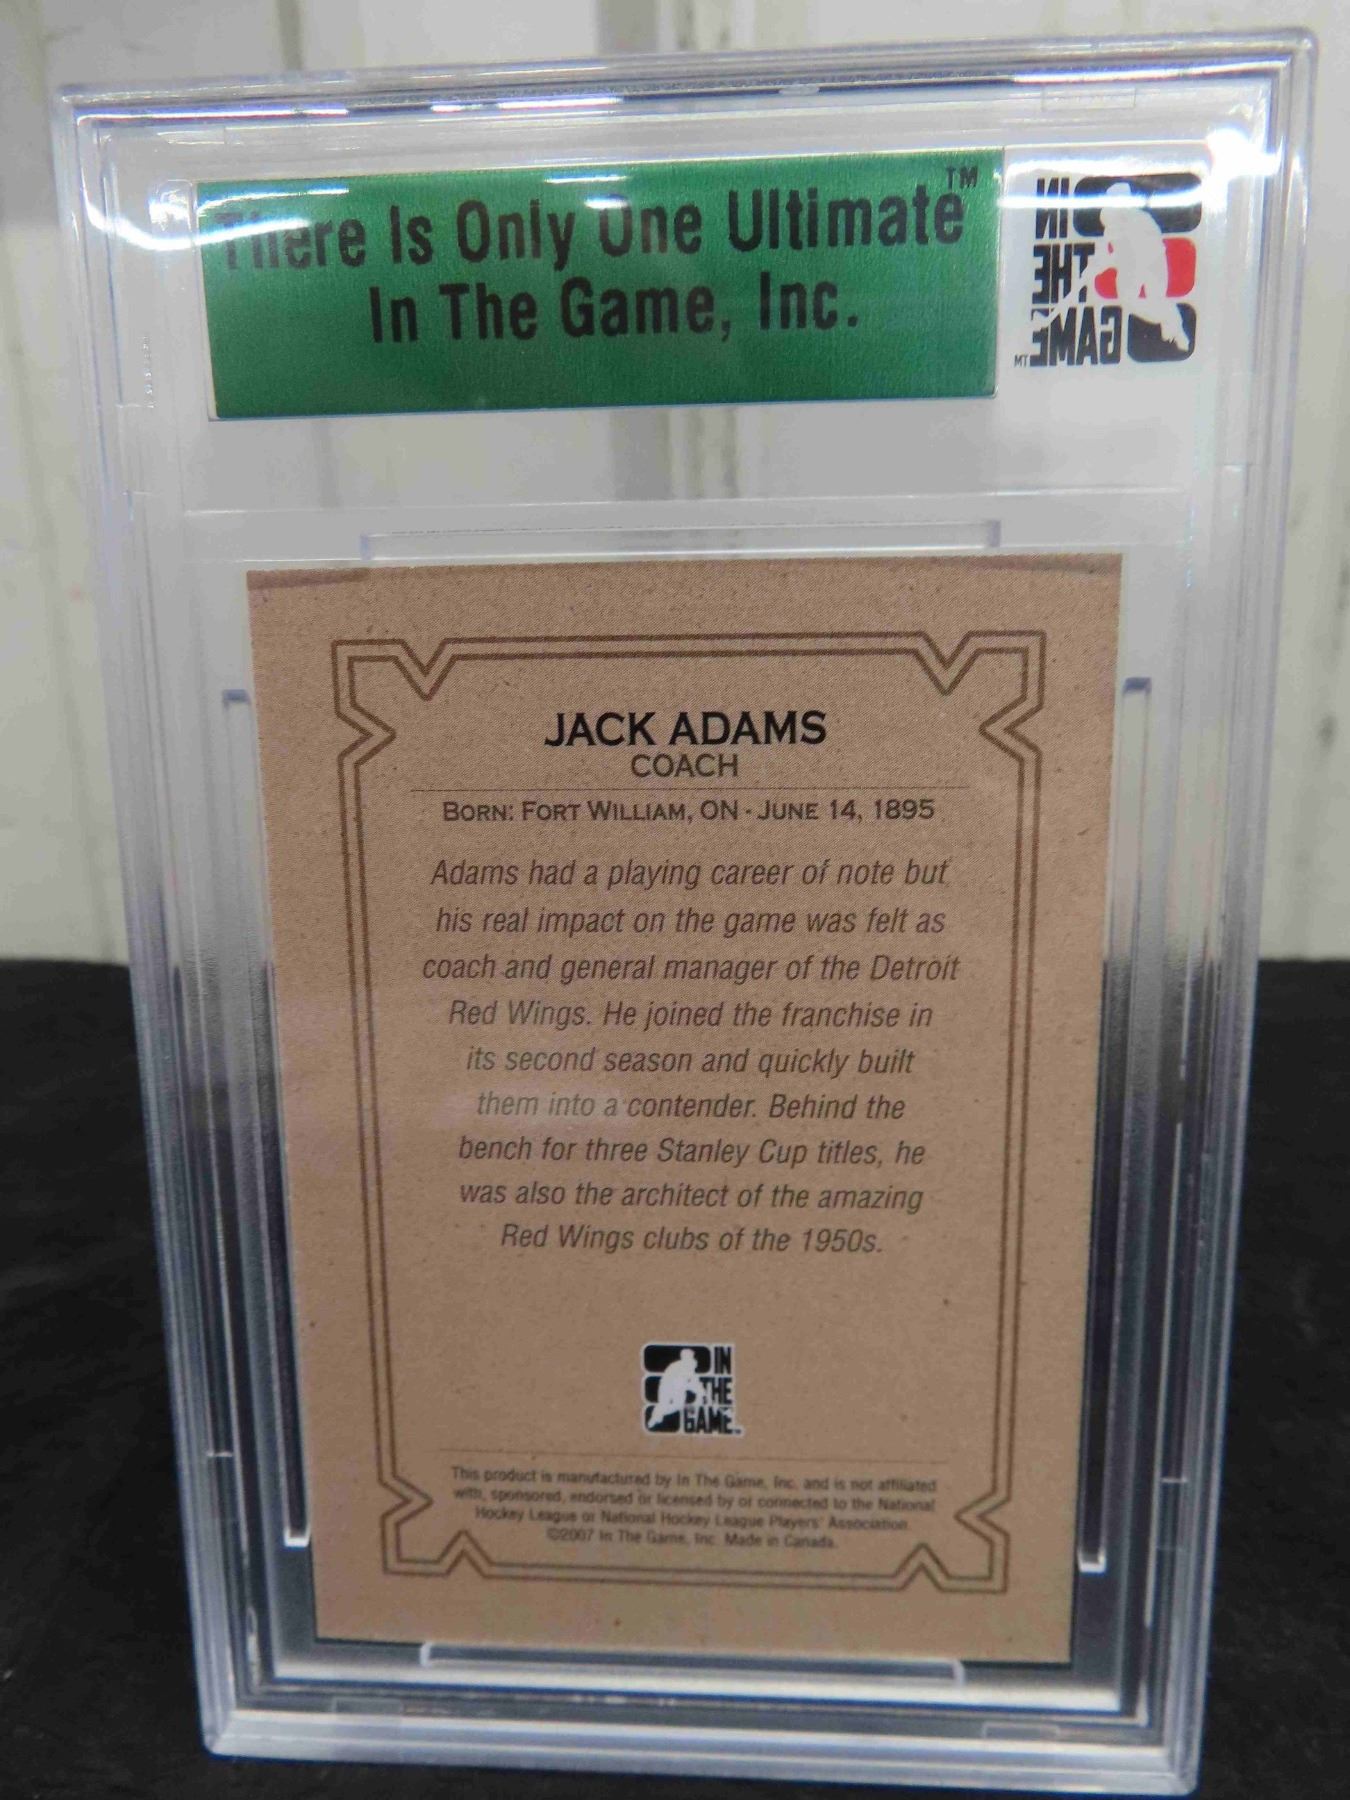 There Is Only One Ultimate™
In The Game, Inc.
IN
THE
GAME TM
JACK ADAMS
COACH
BORN: FORT WILLIAM, ON - JUNE 14, 1895
Adams had a playing career of note but
his real impact on the game was felt as
coach and general manager of the Detroit
Red Wings. He joined the franchise in
its second season and quickly built
them into a contender. Behind the
bench for three Stanley Cup titles, he
was also the architect of the amazing
Red Wings clubs of the 1950s.
IN
THE
GAME
This product is manufactured by In The Game, Inc. and is not affiliated
with, sponsored, endorsed or licensed by or connected to the National
Hockey League or National Hockey League Players' Association.
©2007 In The Game, Inc. Made in Canada.